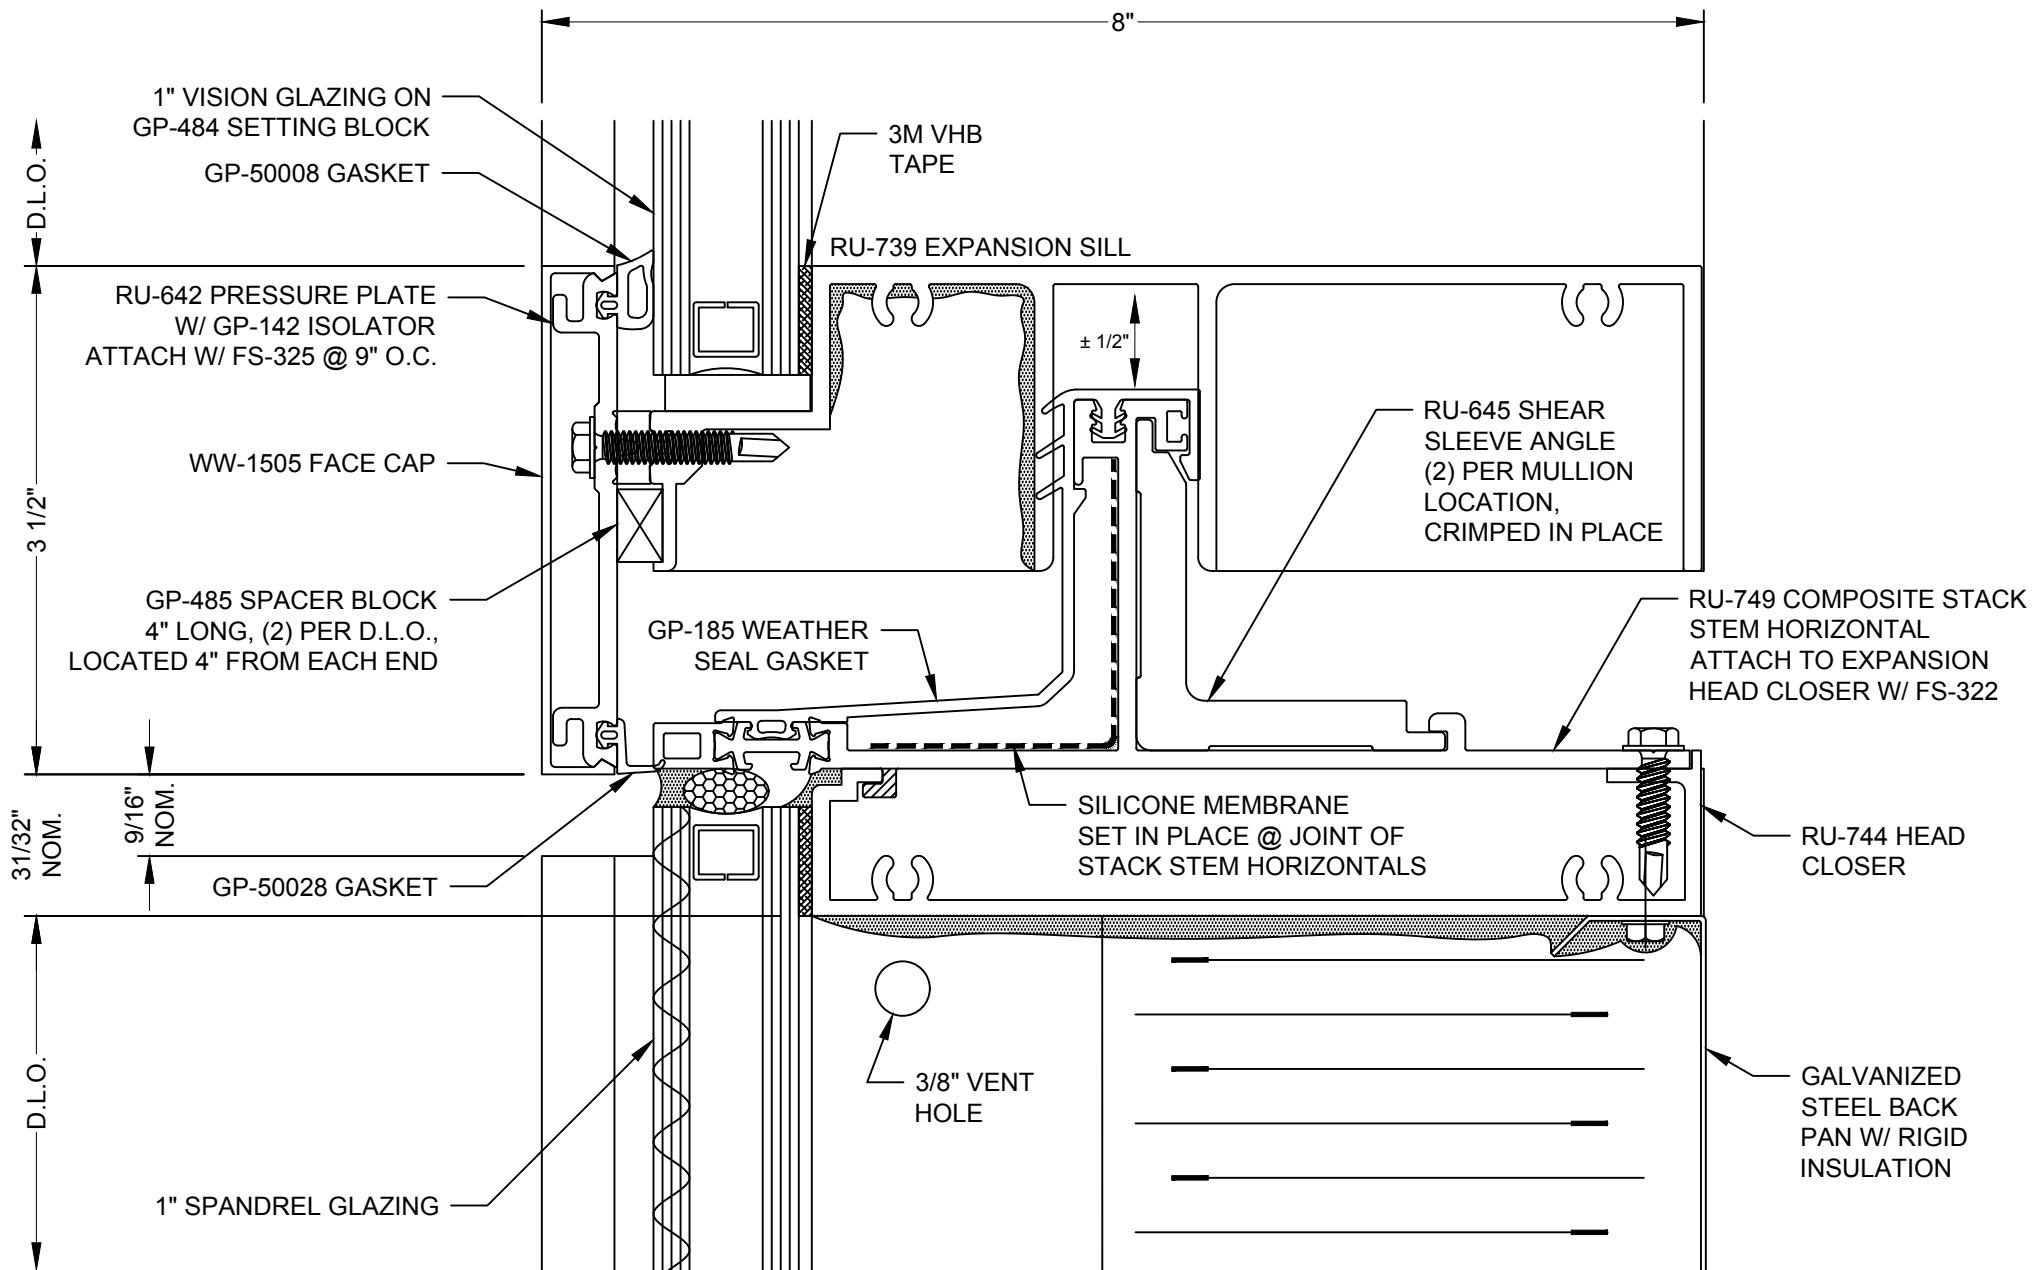 8"
1" VISION GLAZING ON
GP-484 SETTING BLOCK
3M VHB
TAPE
D.L.O.
GP-50008 GASKET
RU-739 EXPANSION SILL
RU-642 PRESSURE PLATE
W/ GP-142 ISOLATOR
ATTACH W/ FS-325 @ 9" O.C.
± 1/2"
RU-645 SHEAR
SLEEVE ANGLE
(2) PER MULLION
LOCATION,
CRIMPED IN PLACE
WW-1505 FACE CAP
3 1/2"
GP-485 SPACER BLOCK
4" LONG, (2) PER D.L.O.,
LOCATED 4" FROM EACH END
GP-185 WEATHER
SEAL GASKET
RU-749 COMPOSITE STACK
STEM HORIZONTAL
ATTACH TO EXPANSION
HEAD CLOSER W/ FS-322
31/32"
NOM.
9/16"
NOM.
SILICONE MEMBRANE
SET IN PLACE @ JOINT OF
STACK STEM HORIZONTALS
RU-744 HEAD
CLOSER
GP-50028 GASKET
D.L.O.
3/8" VENT
HOLE
GALVANIZED
STEEL BACK
PAN W/ RIGID
INSULATION
1" SPANDREL GLAZING